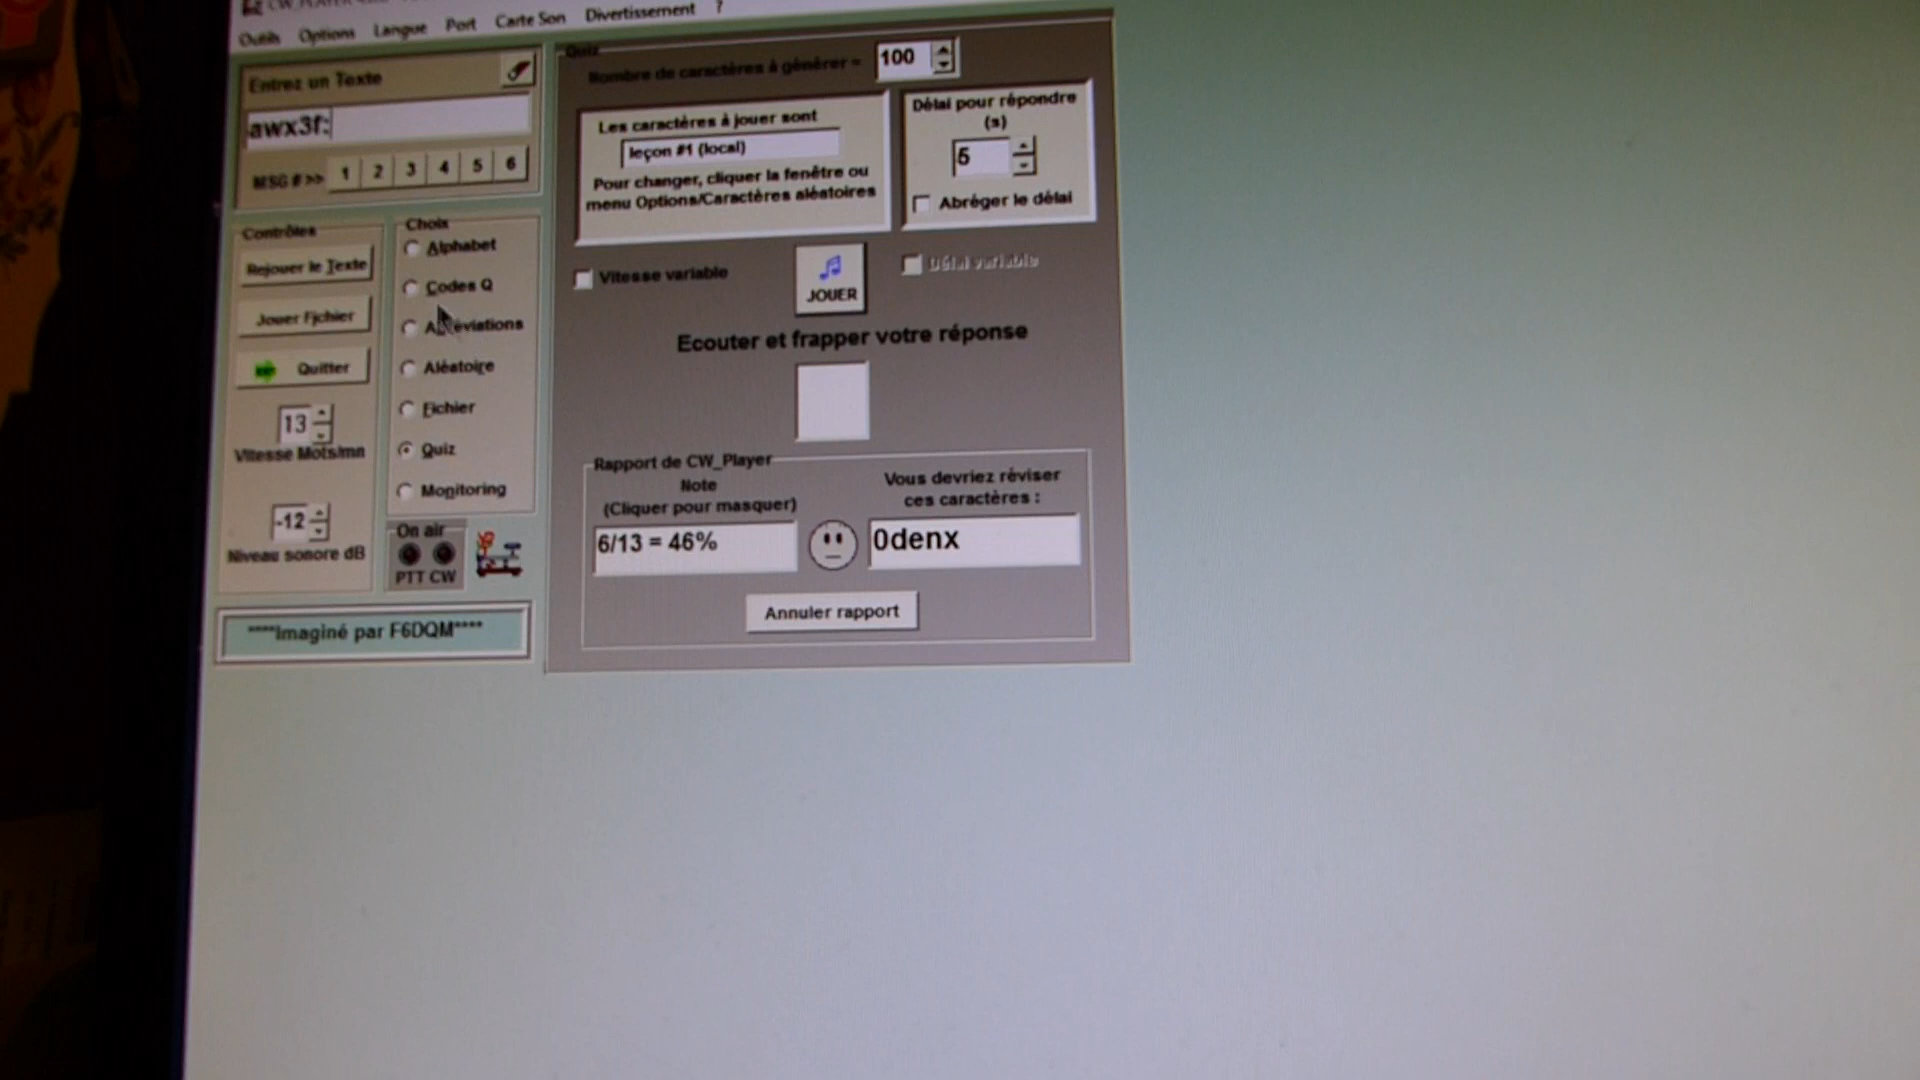 Outils Options Langue Port Carte Son Divertissement ?
Entrez un Texte
awx3f:
MSG # >> 1 2 3 4 5 6
Contrôles
Rejouer le Texte
Jouer Fichier
Quitter
13
Vitesse Mots/mn
-12
Niveau sonore dB
Choix
Alphabet
Codes Q
Aléatoire
Fichier
Quiz
Monitoring
On air
PTT CW
****Imaginé par F6DQM****
Quiz
Nombre de caractères à générer = 100
Les caractères à jouer sont
leçon #1 (local)
Pour changer, cliquer la fenêtre ou
menu Options/Caractères aléatoires
Délai pour répondre
(s)
5
Abréger le délai
Vitesse variable
JOUER
Délai variable
Ecouter et frapper votre réponse
Rapport de CW_Player
Note
(Cliquer pour masquer)
6/13 = 46%
Vous devriez réviser
ces caractères :
0denx
Annuler rapport